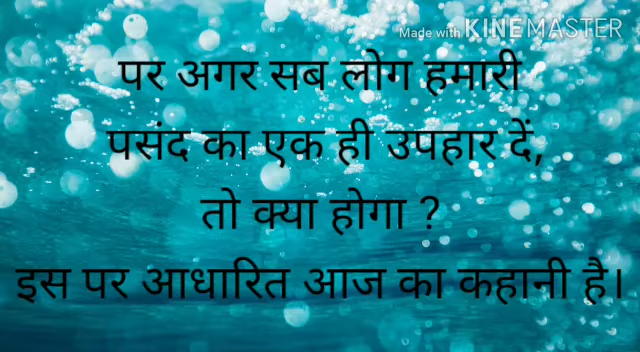 Made with KINEMASTER
पर अगर सब लोग हमारी
पसंद का एक ही उपहार दें,
तो क्या होगा ?
इस पर आधारित आज का कहानी है।